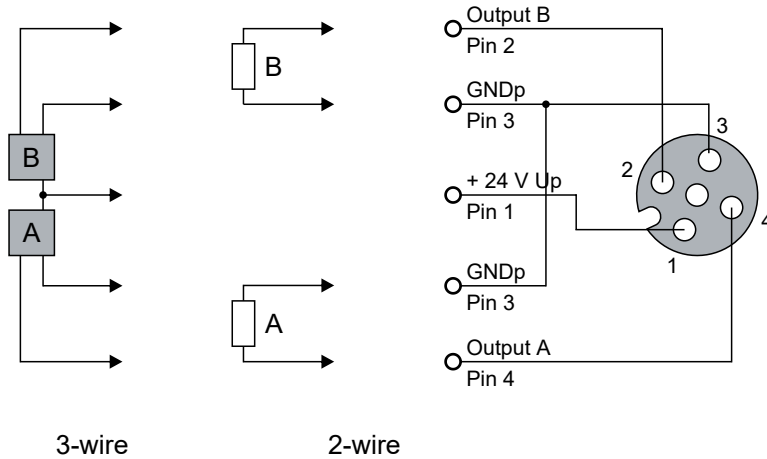 Output B
Pin 2
B
GNDp
Pin 3
3
2
B
+ 24 V Up
Pin 1
A
4
1
GNDp
Pin 3
A
Output A
Pin 4
3-wire
2-wire